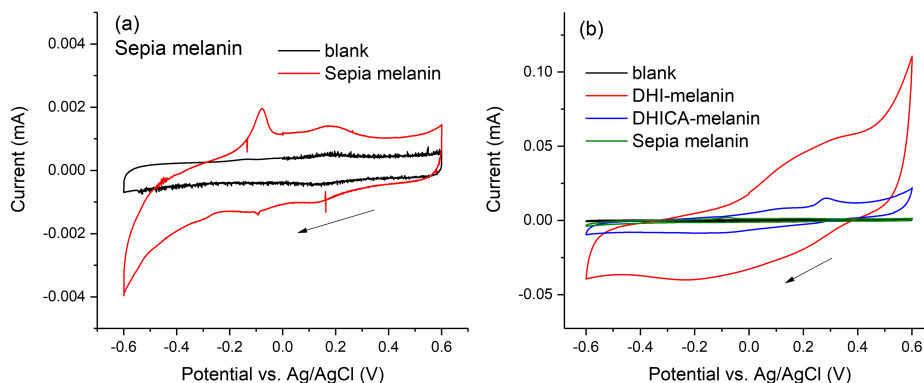 (a)
Sepia melanin
blank
Sepia melanin
0.004
0.002
0.000
-0.002
-0.004
Current (mA)
-0.6 -0.4 -0.2 0.0 0.2 0.4 0.6
Potential vs. Ag/AgCl (V)
(b)
blank
DHI-melanin
DHICA-melanin
Sepia melanin
0.10
0.05
0.00
-0.05
Current (mA)
-0.6 -0.4 -0.2 0.0 0.2 0.4 0.6
Potential vs. Ag/AgCl (V)